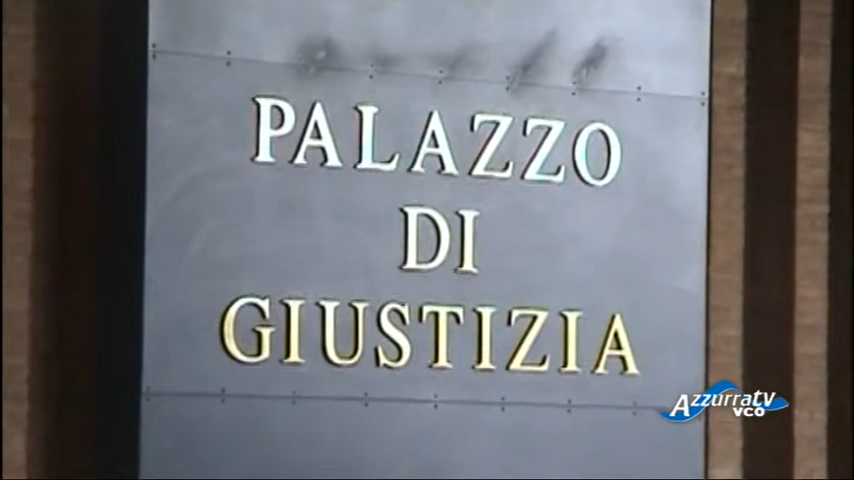 PALAZZO
DI
GIUSTIZIA
Azzurratv
VCO